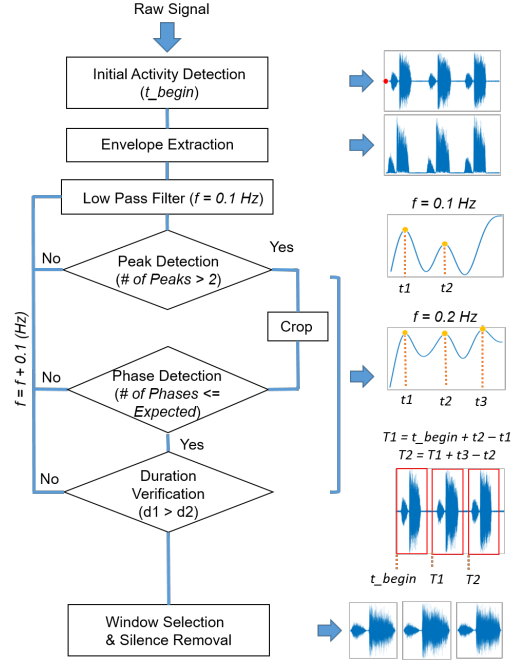 Raw Signal
Initial Activity Detection
(t_begin)
Envelope Extraction
Low Pass Filter (f = 0.1 Hz)
f = 0.1 Hz
t1 t2
No
Peak Detection
(# of Peaks > 2)
Yes
Crop
f = 0.2 Hz
t1 t2 t3
f = f + 0.1 (Hz)
No
Phase Detection
(# of Phases <=
Expected)
Yes
T1 = t_begin + t2 – t1
T2 = T1 + t3 – t2
No
Duration
Verification
(d1 > d2)
t_begin T1 T2
Window Selection
& Silence Removal